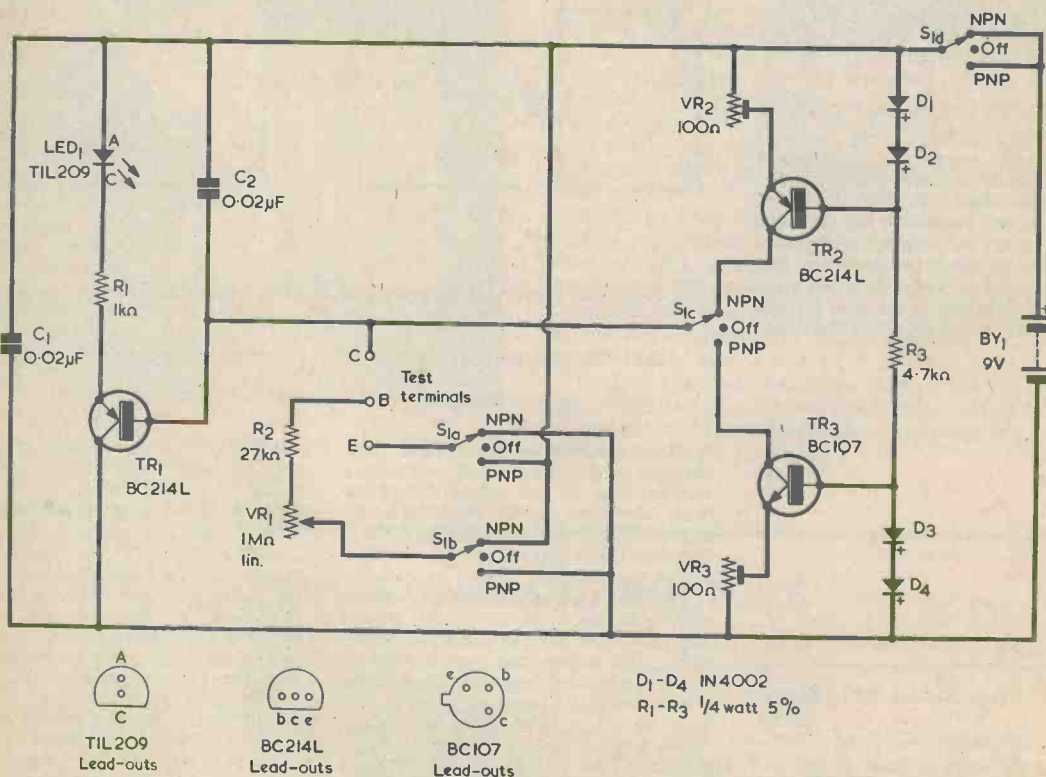 S1d
NPN
Off
PNP
LED1
TIL209
A
C
C2
0·02µF
VR2
100Ω
D1
+
D2
+
TR2
BC214L
R1
1kΩ
C1
0·02µF
S1c
NPN
Off
PNP
R3
4·7kΩ
BY1
9V
+
C
Test
terminals
B
R2
27kΩ
E
S1a
NPN
Off
PNP
TR1
BC214L
TR3
BC107
VR1
1MΩ
lin.
S1b
NPN
Off
PNP
VR3
100Ω
D3
+
D4
+
A
C
TIL209
Lead-outs
b c e
BC214L
Lead-outs
e
b
c
BC107
Lead-outs
D1-D4 IN4002
R1-R3 1/4 watt 5%